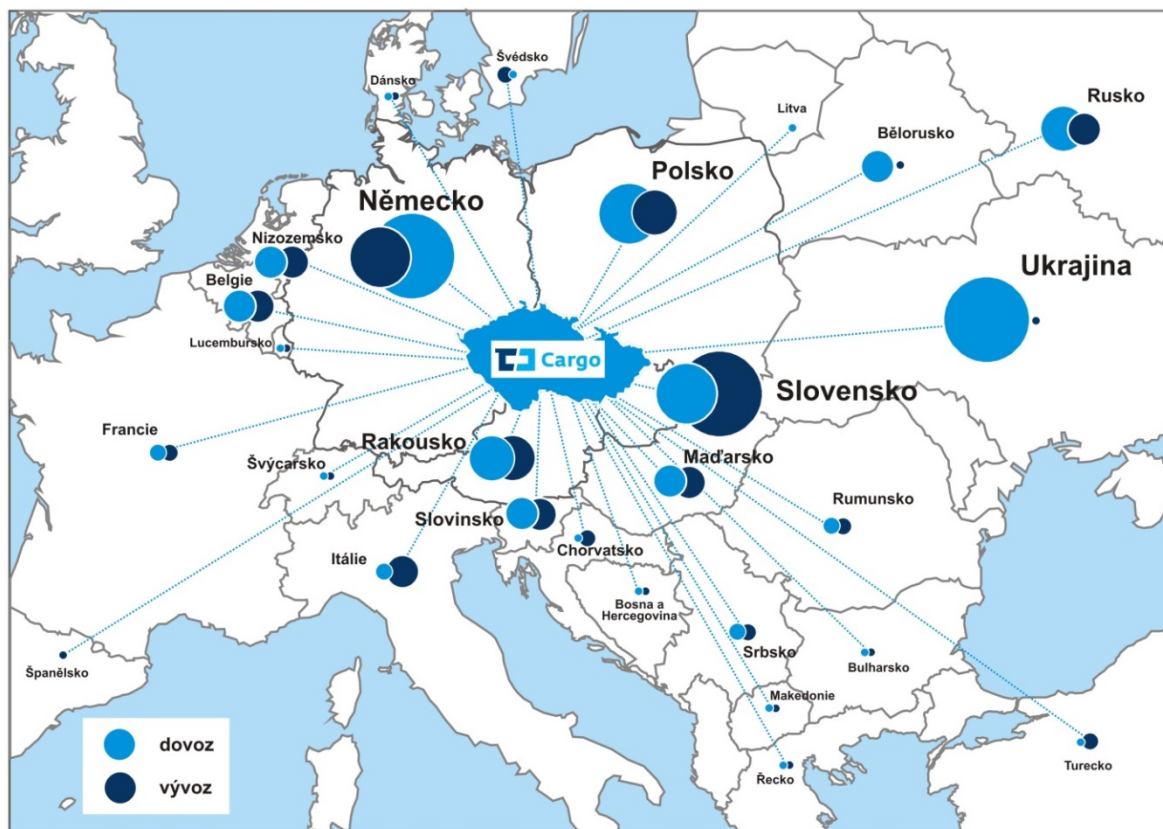 Švédsko
Dánsko
Litva
Rusko
Bělorusko
Polsko
Německo
Nizozemsko
Ukrajina
Belgie
Lucembursko
Cargo
Slovensko
Francie
Rakousko
Švýcarsko
Maďarsko
Rumunsko
Slovinsko
Chorvatsko
Itálie
Bosna a
Hercegovina
Srbsko
Bulharsko
Španělsko
Makedonie
Řecko
Turecko
dovoz
vývoz